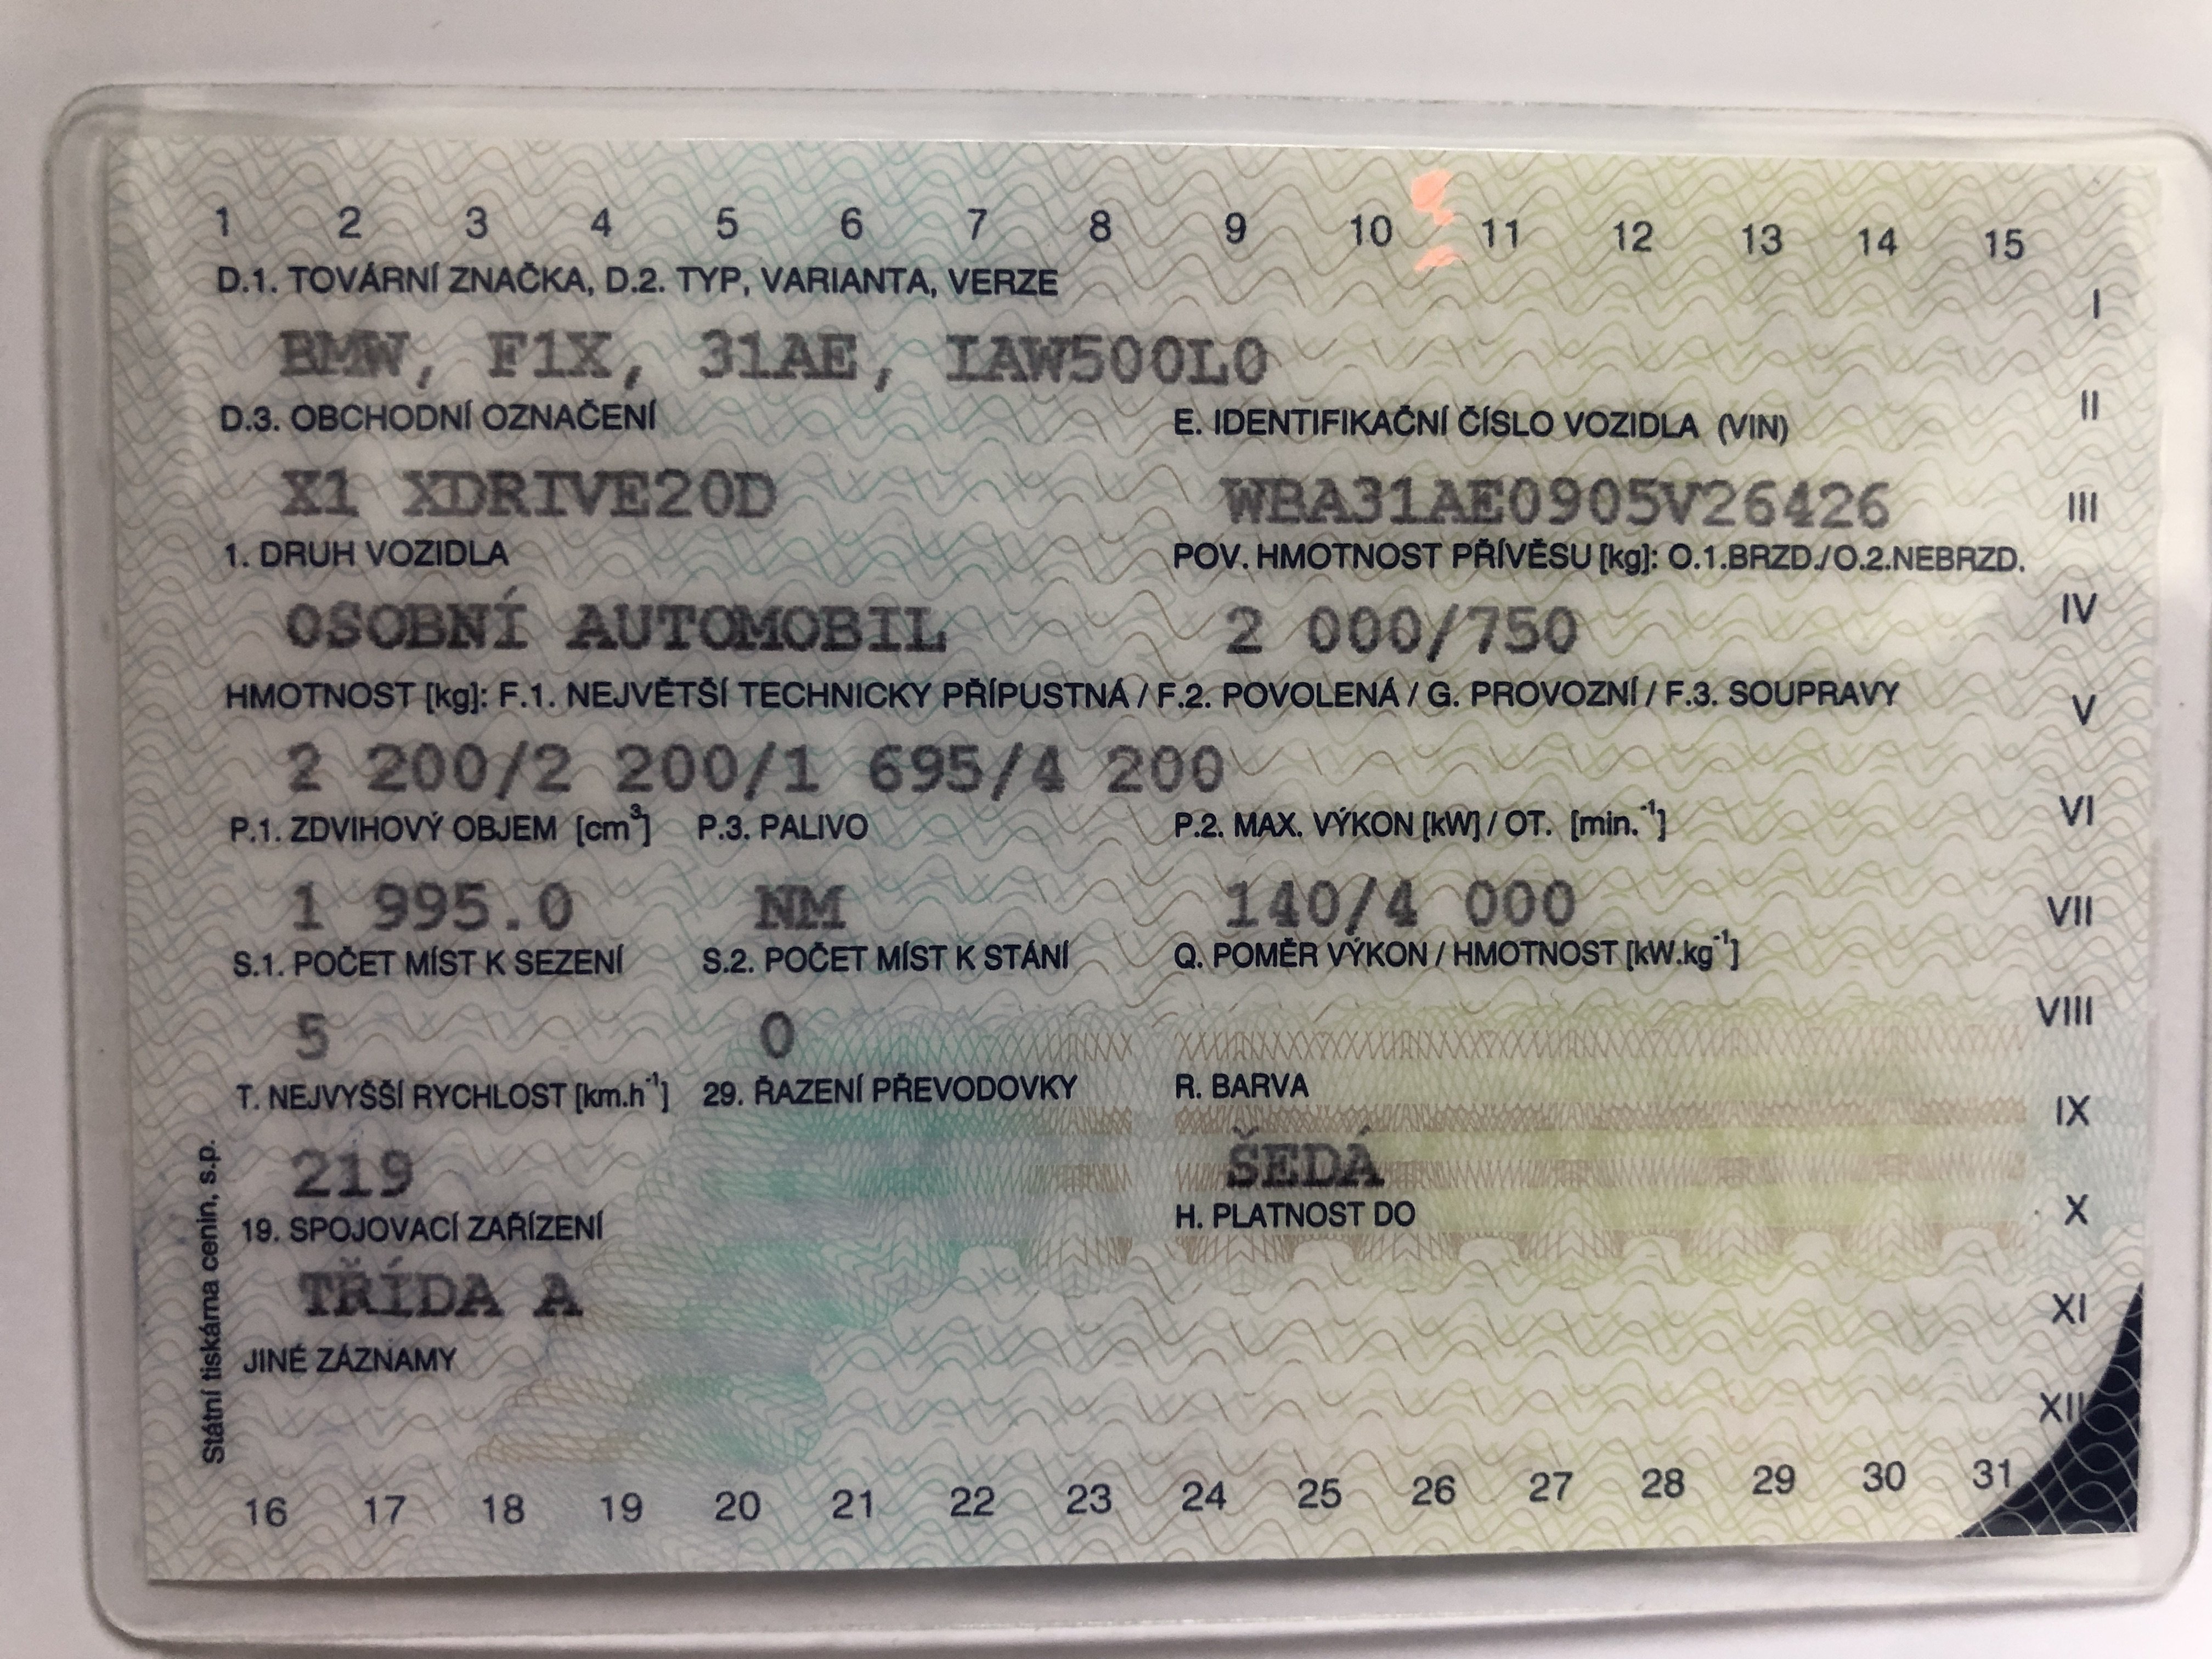 1 2 3 4 5 6 7 8 9 10 11 12 13 14 15
D.1. TOVÁRNÍ ZNAČKA, D.2. TYP, VARIANTA, VERZE
I
BMW, F1X, 31AE, IAW500L0
II
D.3. OBCHODNÍ OZNAČENÍ E. IDENTIFIKAČNÍ ČÍSLO VOZIDLA (VIN)
X1 XDRIVE20D WBA31AE0905V26426 III
1. DRUH VOZIDLA POV. HMOTNOST PŘÍVĚSU [kg]: O.1.BRZD./O.2.NEBRZD.
OSOBNÍ AUTOMOBIL 2 000/750 IV
HMOTNOST [kg]: F.1. NEJVĚTŠÍ TECHNICKY PŘÍPUSTNÁ / F.2. POVOLENÁ / G. PROVOZNÍ / F.3. SOUPRAVY V
2 200/2 200/1 695/4 200
P.1. ZDVIHOVÝ OBJEM [cm³] P.3. PALIVO P.2. MAX. VÝKON [kW] / OT. [min.⁻¹] VI
1 995.0 NM 140/4 000 VII
S.1. POČET MÍST K SEZENÍ S.2. POČET MÍST K STÁNÍ Q. POMĚR VÝKON / HMOTNOST [kW.kg⁻¹]
5 0 VIII
T. NEJVYŠŠÍ RYCHLOST [km.h⁻¹] 29. ŘAZENÍ PŘEVODOVKY R. BARVA IX
219 ŠEDÁ
19. SPOJOVACÍ ZAŘÍZENÍ H. PLATNOST DO X
TŘÍDA A XI
JINÉ ZÁZNAMY
XII
Státní tiskárna cenin, s.p.
16 17 18 19 20 21 22 23 24 25 26 27 28 29 30 31